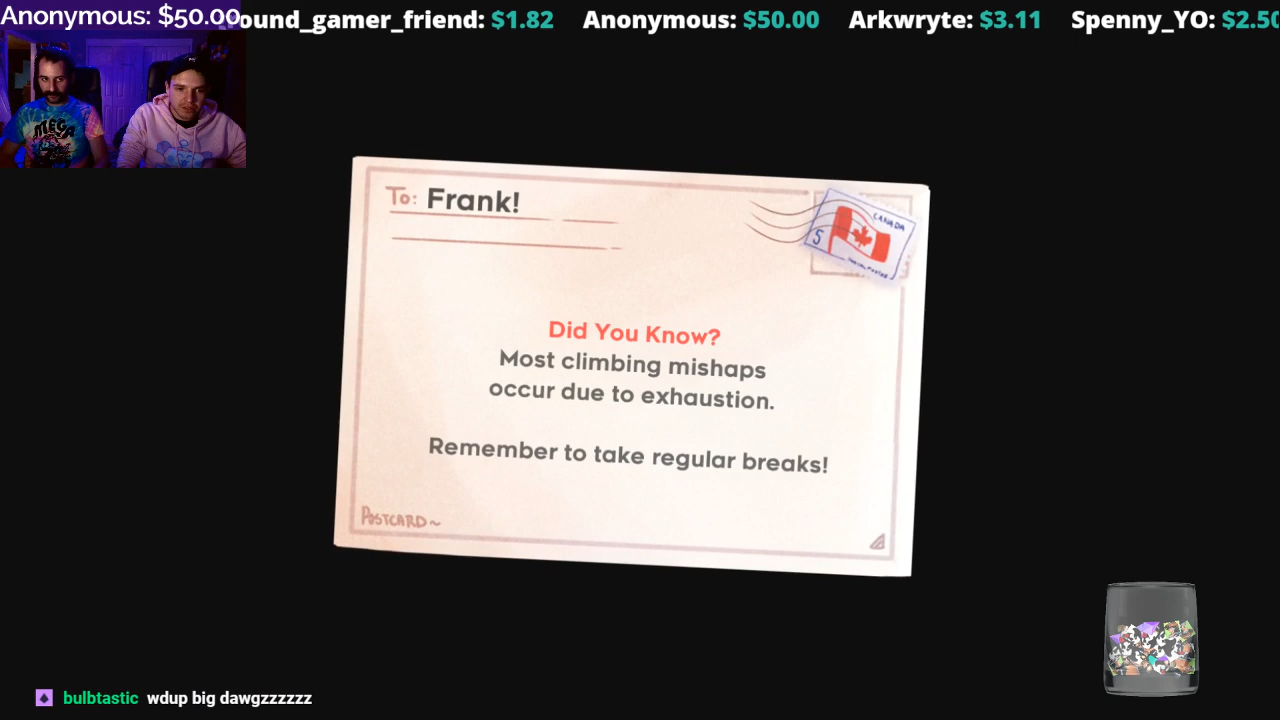 Anonymous: $50.00
ound_gamer_friend: $1.82 Anonymous: $50.00 Arkwryte: $3.11 Spenny_YO: $2.50
MEGA
To: Frank!
CANADA
5
Did You Know?
Most climbing mishaps
occur due to exhaustion.
Remember to take regular breaks!
POSTCARD~
bulbtastic wdup big dawgzzzzzz